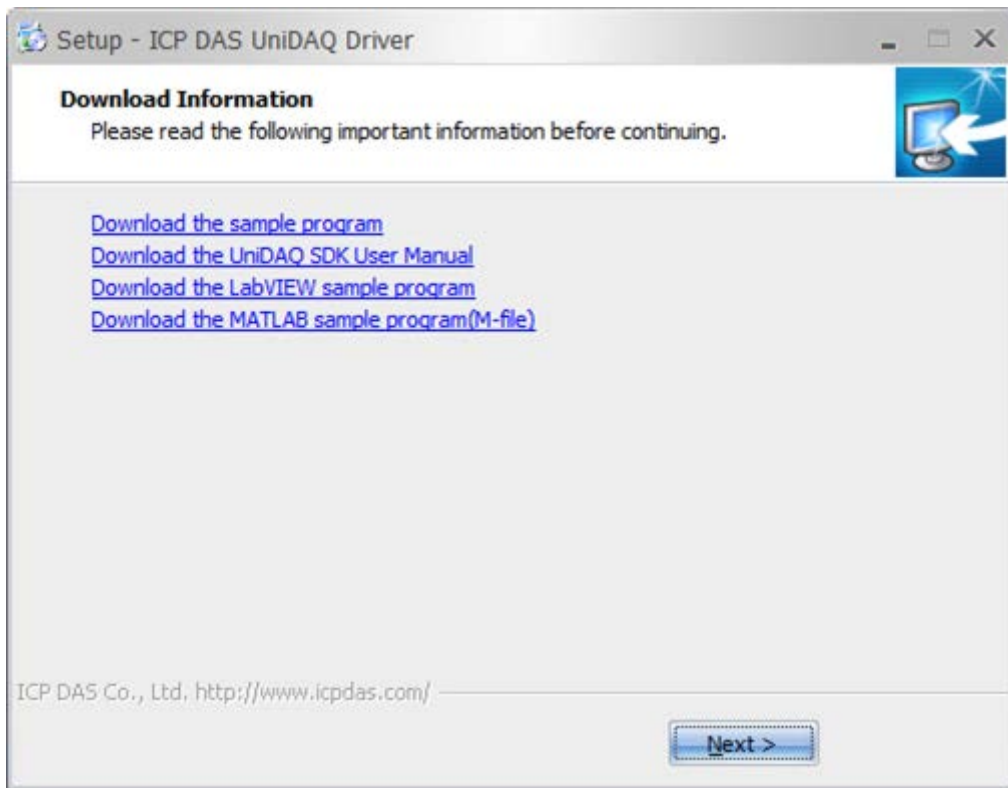 Setup - ICP DAS UniDAQ Driver
Download Information
Please read the following important information before continuing.
Download the sample program
Download the UniDAQ SDK User Manual
Download the LabVIEW sample program
Download the MATLAB sample program(M-file)
ICP DAS Co., Ltd. http://www.icpdas.com/
Next >